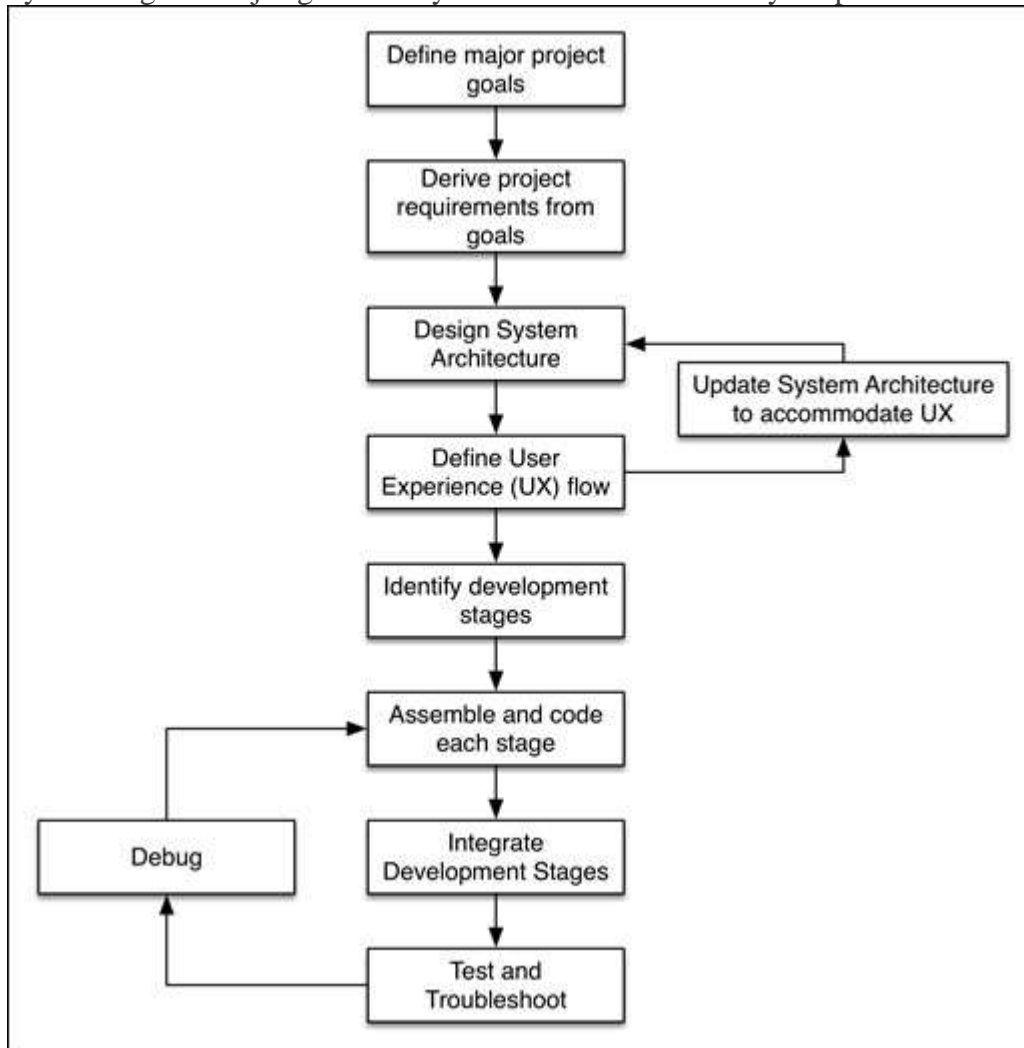 Define major project
goals
Derive project
requirements from
goals
Design System
Architecture
Update System Architecture
to accommodate UX
Define User
Experience (UX) flow
Identify development
stages
Assemble and code
each stage
Debug
Integrate
Development Stages
Test and
Troubleshoot